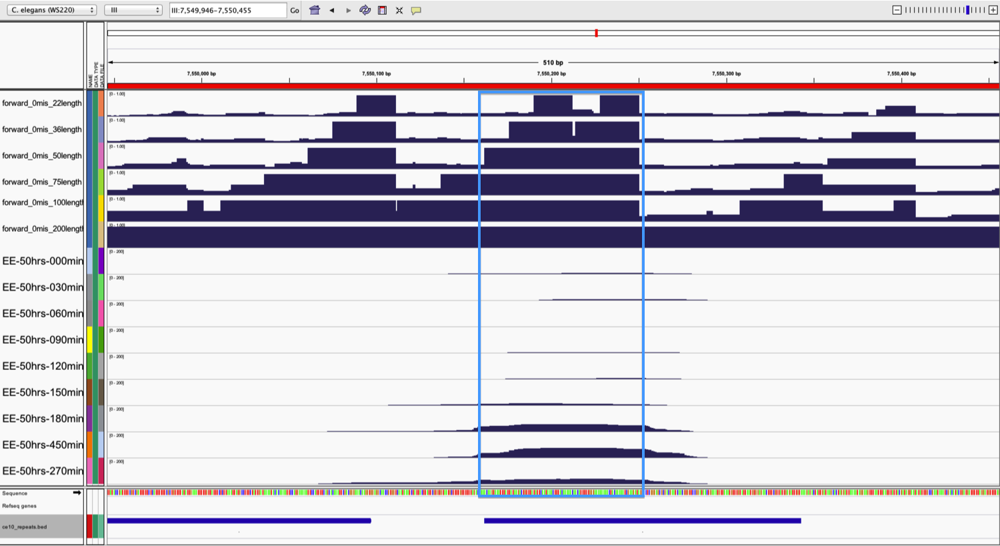 C. elegans (WS220) III III:7,549,946-7,550,455 Go
510 bp
7,550,000 bp 7,550,100 bp 7,550,200 bp 7,550,300 bp 7,550,400 bp
NAME
DATA TYPE
DATA FILE
forward_0mis_22length [0 - 1.00]
forward_0mis_36length [0 - 1.00]
forward_0mis_50length [0 - 1.00]
forward_0mis_75length [0 - 1.00]
forward_0mis_100length [0 - 1.00]
forward_0mis_200length [0 - 1.00]
EE-50hrs-000min [0 - 200]
EE-50hrs-030min [0 - 200]
EE-50hrs-060min [0 - 200]
EE-50hrs-090min [0 - 200]
EE-50hrs-120min [0 - 200]
EE-50hrs-150min [0 - 200]
EE-50hrs-180min [0 - 200]
EE-50hrs-450min [0 - 200]
EE-50hrs-270min [0 - 200]
Sequence
Refseq genes
ce10_repeats.bed